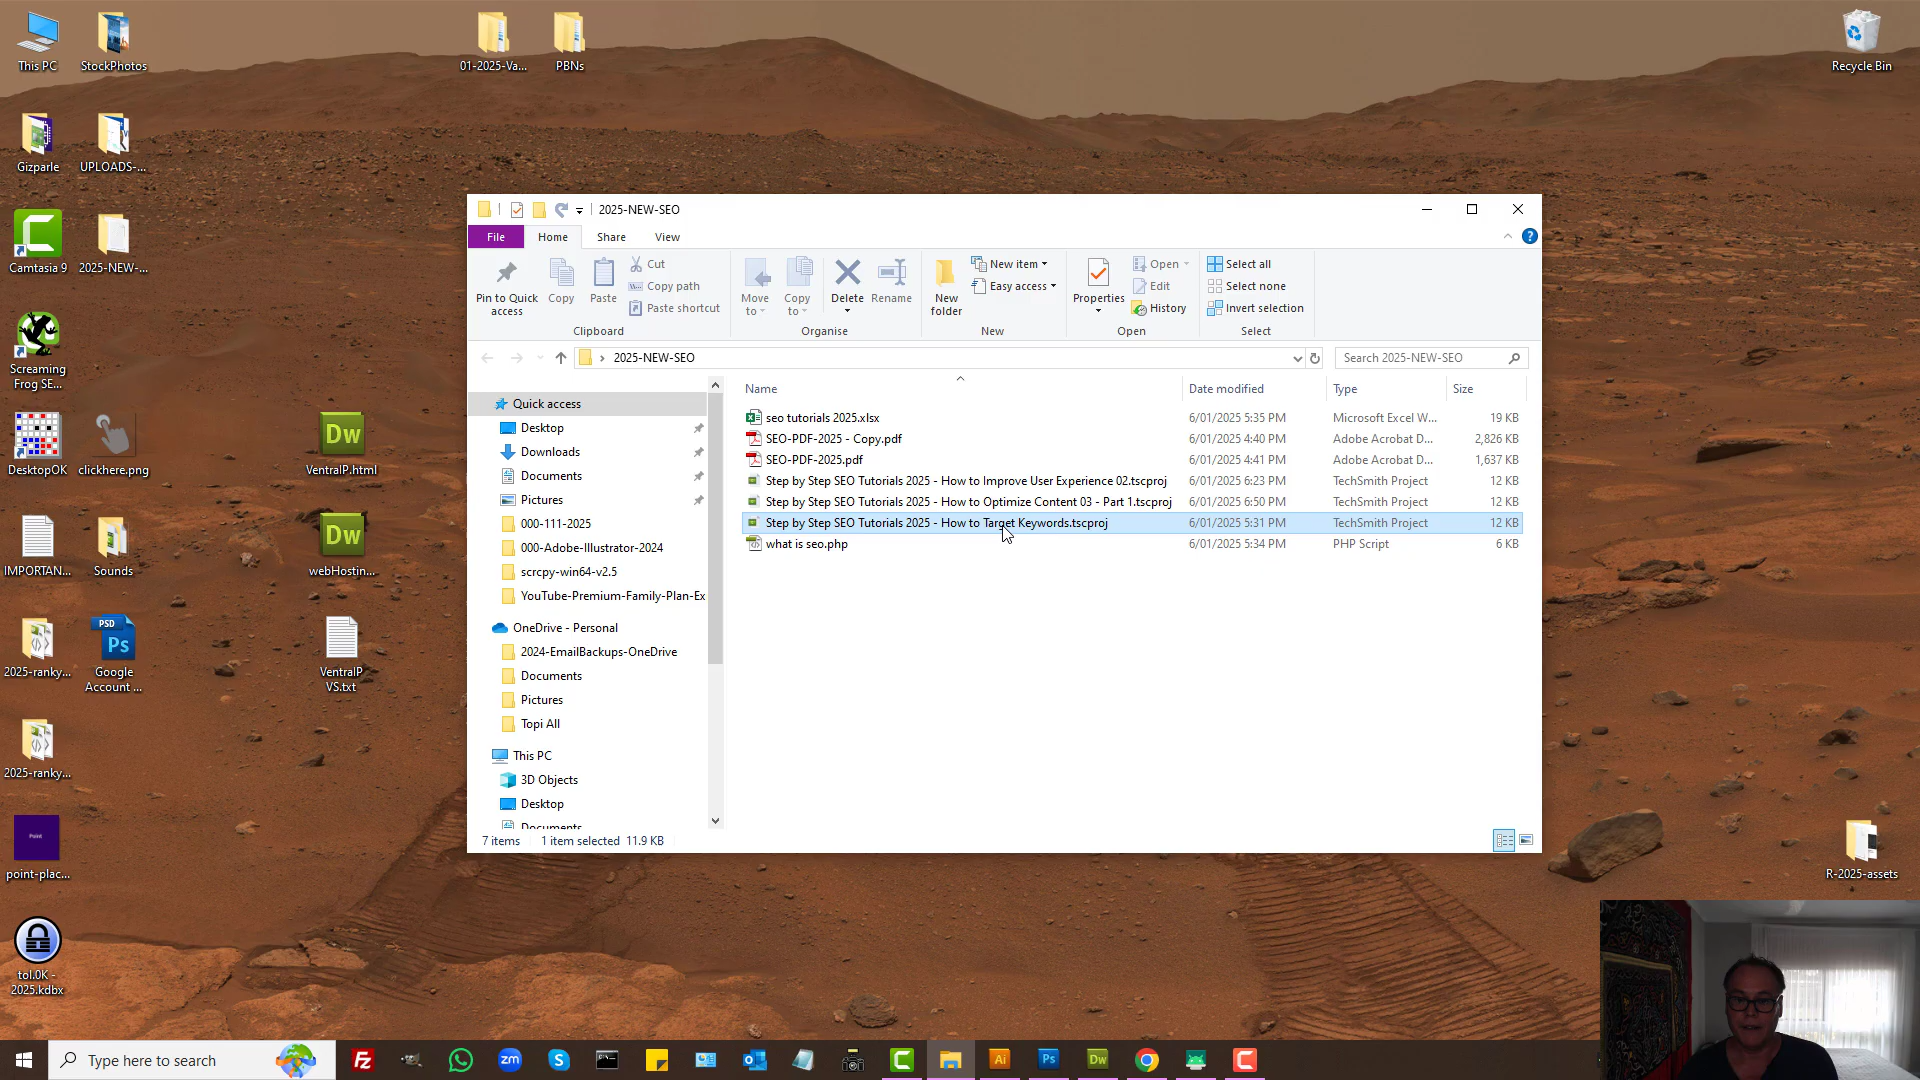 This PC
StockPhotos
01-2025-Va...
PBNs
Recycle Bin
Gizparle
UPLOADS-...
Camtasia 9
2025-NEW-...
Screaming
Frog SE...
DesktopOK
clickhere.png
Dw
VentralP.html
IMPORTAN...
Sounds
Dw
webHostin...
2025-ranky...
PSD
Ps
Google
Account ...
VentralP
VS.txt
2025-ranky...
Point
point-plac...
tol.0K -
2025.kdbx
R-2025-assets
2025-NEW-SEO
File
Home
Share
View
Pin to Quick
access
Copy
Paste
Cut
Copy path
Paste shortcut
Clipboard
Move
to
Copy
to
Delete
Rename
Organise
New
folder
New item
Easy access
New
Properties
Open
Edit
History
Open
Select all
Select none
Invert selection
Select
2025-NEW-SEO
Search 2025-NEW-SEO
Quick access
Desktop
Downloads
Documents
Pictures
000-111-2025
000-Adobe-Illustrator-2024
scrcpy-win64-v2.5
YouTube-Premium-Family-Plan-Ex
OneDrive - Personal
2024-EmailBackups-OneDrive
Documents
Pictures
Topi All
This PC
3D Objects
Desktop
Documents
Name Date modified Type Size
seo tutorials 2025.xlsx 6/01/2025 5:35 PM Microsoft Excel W... 19 KB
SEO-PDF-2025 - Copy.pdf 6/01/2025 4:40 PM Adobe Acrobat D... 2,826 KB
SEO-PDF-2025.pdf 6/01/2025 4:41 PM Adobe Acrobat D... 1,637 KB
Step by Step SEO Tutorials 2025 - How to Improve User Experience 02.tscproj 6/01/2025 6:23 PM TechSmith Project 12 KB
Step by Step SEO Tutorials 2025 - How to Optimize Content 03 - Part 1.tscproj 6/01/2025 6:50 PM TechSmith Project 12 KB
Step by Step SEO Tutorials 2025 - How to Target Keywords.tscproj 6/01/2025 5:31 PM TechSmith Project 12 KB
what is seo.php 6/01/2025 5:34 PM PHP Script 6 KB
7 items 1 item selected 11.9 KB
Type here to search
Fz
zm
S
Ai
Ps
Dw